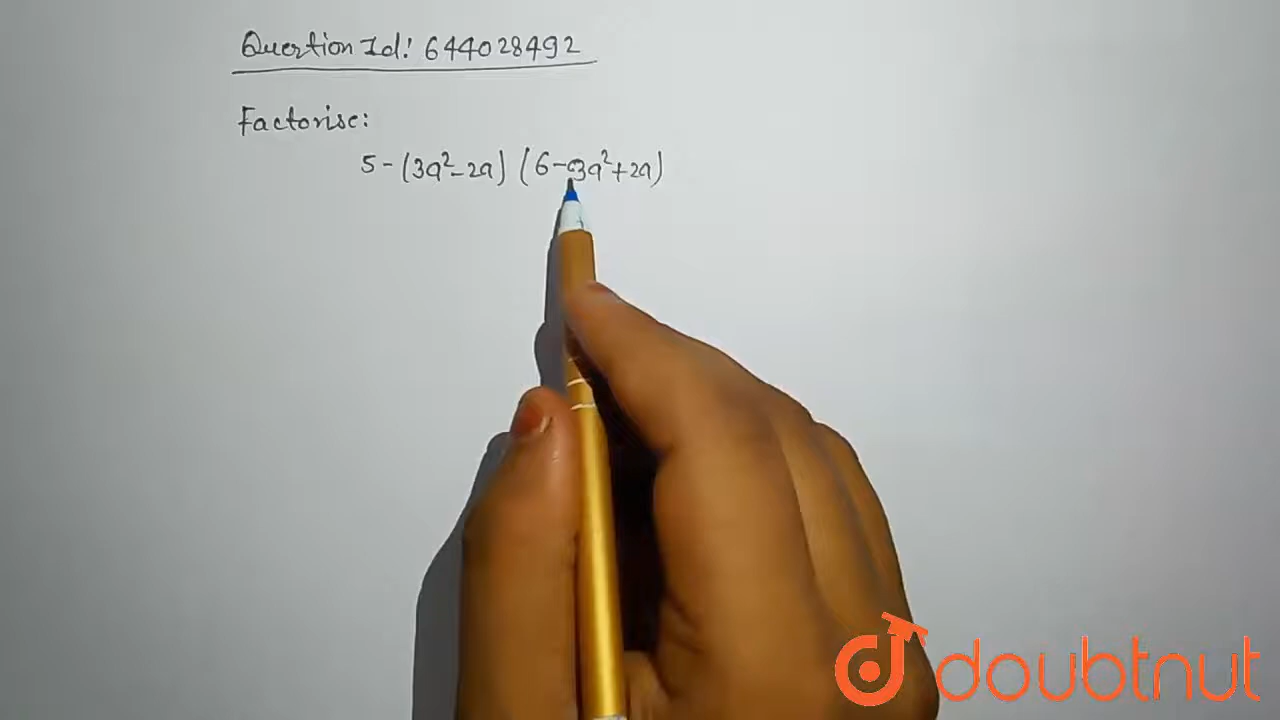 Question Id: 644028492
Factorise:
5-(3a²-2a) (6-3a²+2a)
doubtnut